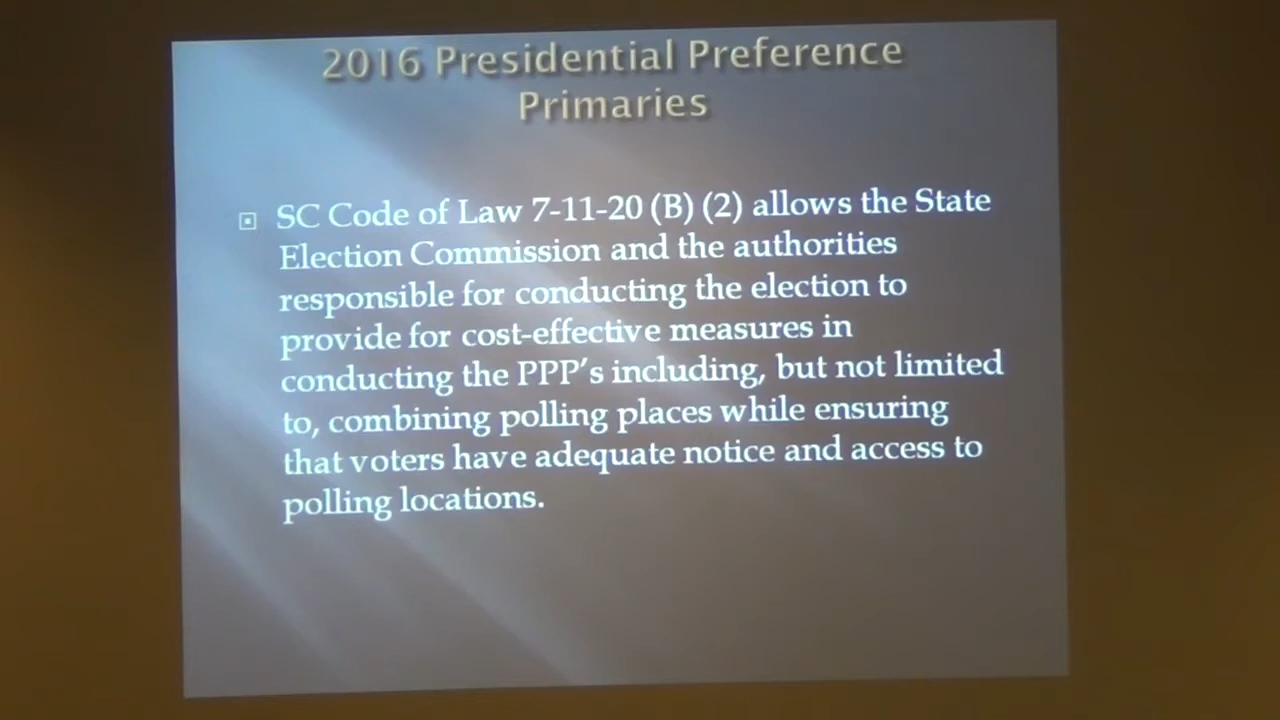 2016 Presidential Preference
Primaries
SC Code of Law 7-11-20 (B) (2) allows the State
Election Commission and the authorities
responsible for conducting the election to
provide for cost-effective measures in
conducting the PPP's including, but not limited
to, combining polling places while ensuring
that voters have adequate notice and access to
polling locations.